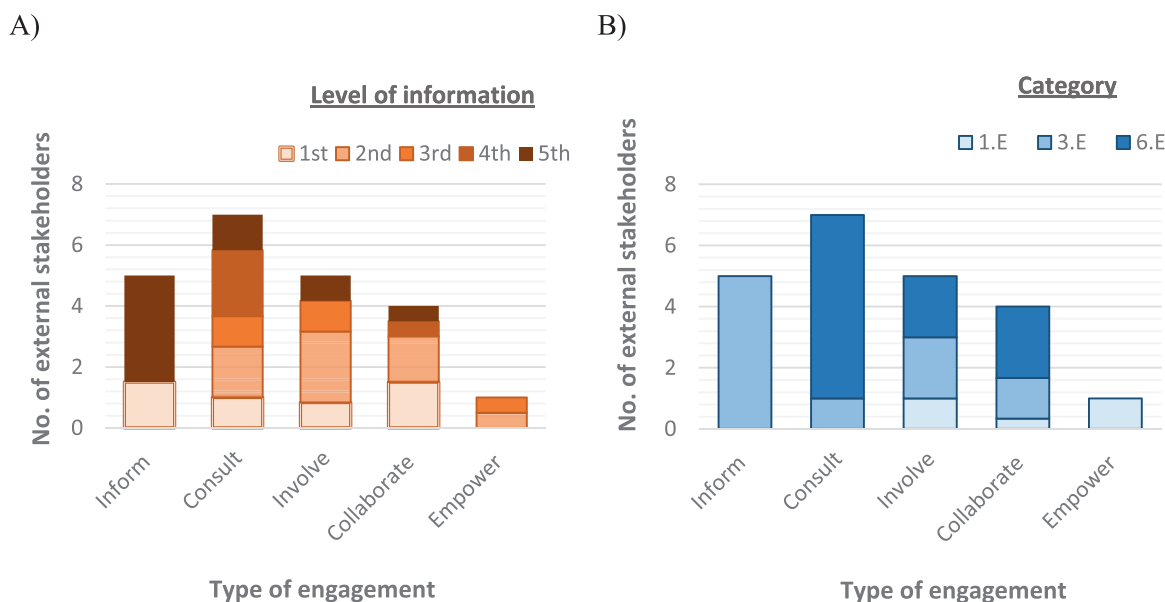 A)
Level of information
1st 2nd 3rd 4th 5th
No. of external stakeholders
8
6
4
2
0
Inform
Consult
Involve
Collaborate
Empower
Type of engagement
B)
Category
1.E 3.E 6.E
No. of external stakeholders
8
6
4
2
0
Inform
Consult
Involve
Collaborate
Empower
Type of engagement